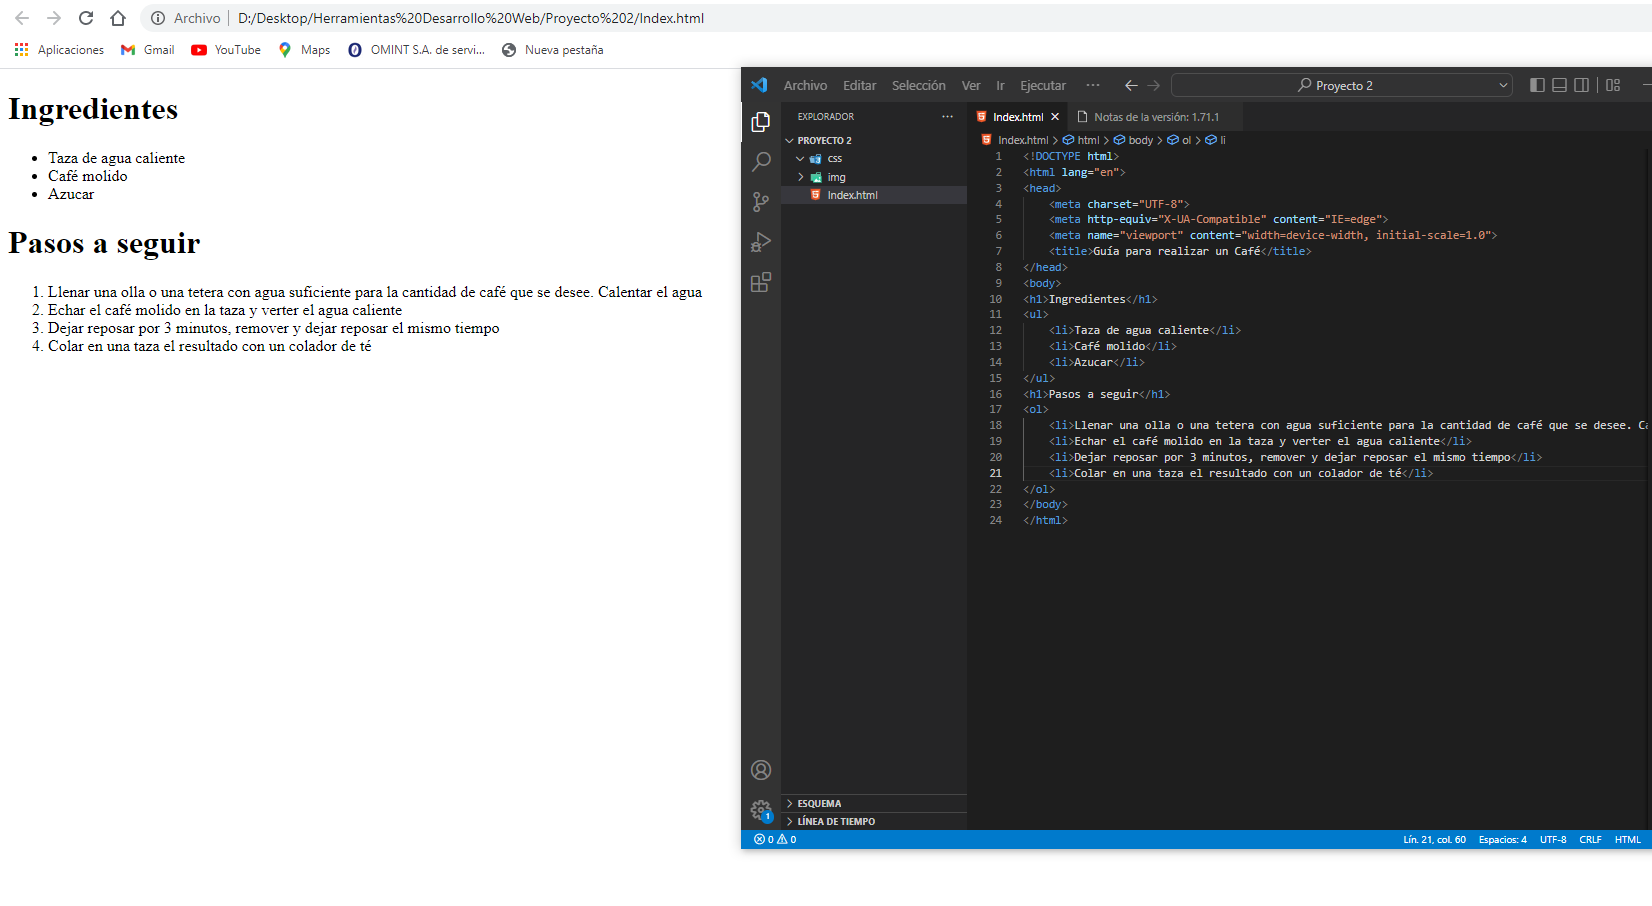 Archivo D:/Desktop/Herramientas%20Desarrollo%20Web/Proyecto%202/Index.html
Aplicaciones Gmail YouTube Maps OMINT S.A. de servi... Nueva pestaña
Ingredientes
Taza de agua caliente
Café molido
Azucar
Pasos a seguir
1. Llenar una olla o una tetera con agua suficiente para la cantidad de café que se desee. Calentar el agua
2. Echar el café molido en la taza y verter el agua caliente
3. Dejar reposar por 3 minutos, remover y dejar reposar el mismo tiempo
4. Colar en una taza el resultado con un colador de té
Archivo Editar Selección Ver Ir Ejecutar ··· Proyecto 2
EXPLORADOR ···
PROYECTO 2
css
img
Index.html
ESQUEMA
LÍNEA DE TIEMPO
1
Index.html Notas de la versión: 1.71.1
Index.html > html > body > ol > li
1 <!DOCTYPE html>
2 <html lang="en">
3 <head>
4 <meta charset="UTF-8">
5 <meta http-equiv="X-UA-Compatible" content="IE=edge">
6 <meta name="viewport" content="width=device-width, initial-scale=1.0">
7 <title>Guía para realizar un Café</title>
8 </head>
9 <body>
10 <h1>Ingredientes</h1>
11 <ul>
12 <li>Taza de agua caliente</li>
13 <li>Café molido</li>
14 <li>Azucar</li>
15 </ul>
16 <h1>Pasos a seguir</h1>
17 <ol>
18 <li>Llenar una olla o una tetera con agua suficiente para la cantidad de café que se desee. Ca
19 <li>Echar el café molido en la taza y verter el agua caliente</li>
20 <li>Dejar reposar por 3 minutos, remover y dejar reposar el mismo tiempo</li>
21 <li>Colar en una taza el resultado con un colador de té</li>
22 </ol>
23 </body>
24 </html>
0 0 Lín. 21, col. 60 Espacios: 4 UTF-8 CRLF HTML